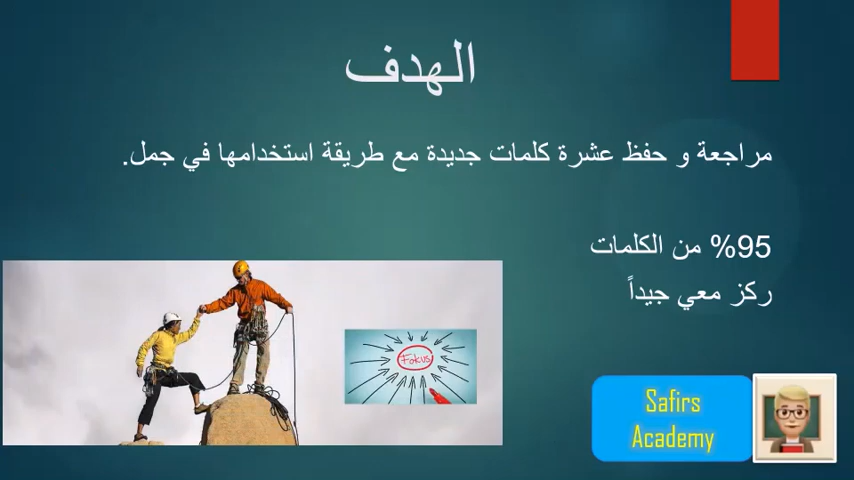 الهدف
مراجعة و حفظ عشرة كلمات جديدة مع طريقة استخدامها في جمل.
95% من الكلمات
ركز معي جيداً
Fokus
Safirs
Academy